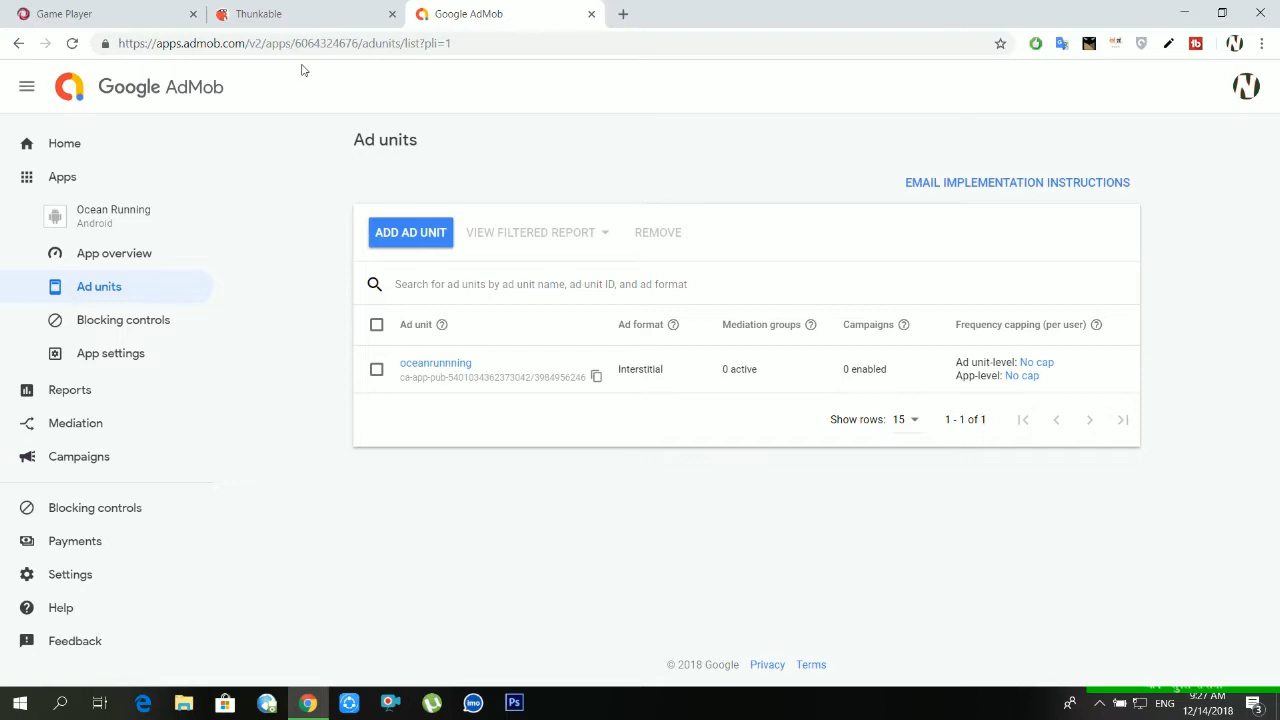 Game Player
Thunkable
Google AdMob
https://apps.admob.com/v2/apps/6064324676/adunits/list?pli=1
Google AdMob
N
Home
Apps
Ocean Running
Android
App overview
Ad units
Blocking controls
App settings
Reports
Mediation
Campaigns
Blocking controls
Payments
Settings
Help
Feedback
Ad units
EMAIL IMPLEMENTATION INSTRUCTIONS
ADD AD UNIT VIEW FILTERED REPORT REMOVE
Search for ad units by ad unit name, ad unit ID, and ad format
Ad unit Ad format Mediation groups Campaigns Frequency capping (per user)
oceanrunnning
ca-app-pub-5401034362373042/3984956246
Interstitial
0 active
0 enabled
Ad unit-level: No cap
App-level: No cap
Show rows: 15 1 - 1 of 1
© 2018 Google Privacy Terms
imo
Ps
ENG
9:27 AM
12/14/2018
3